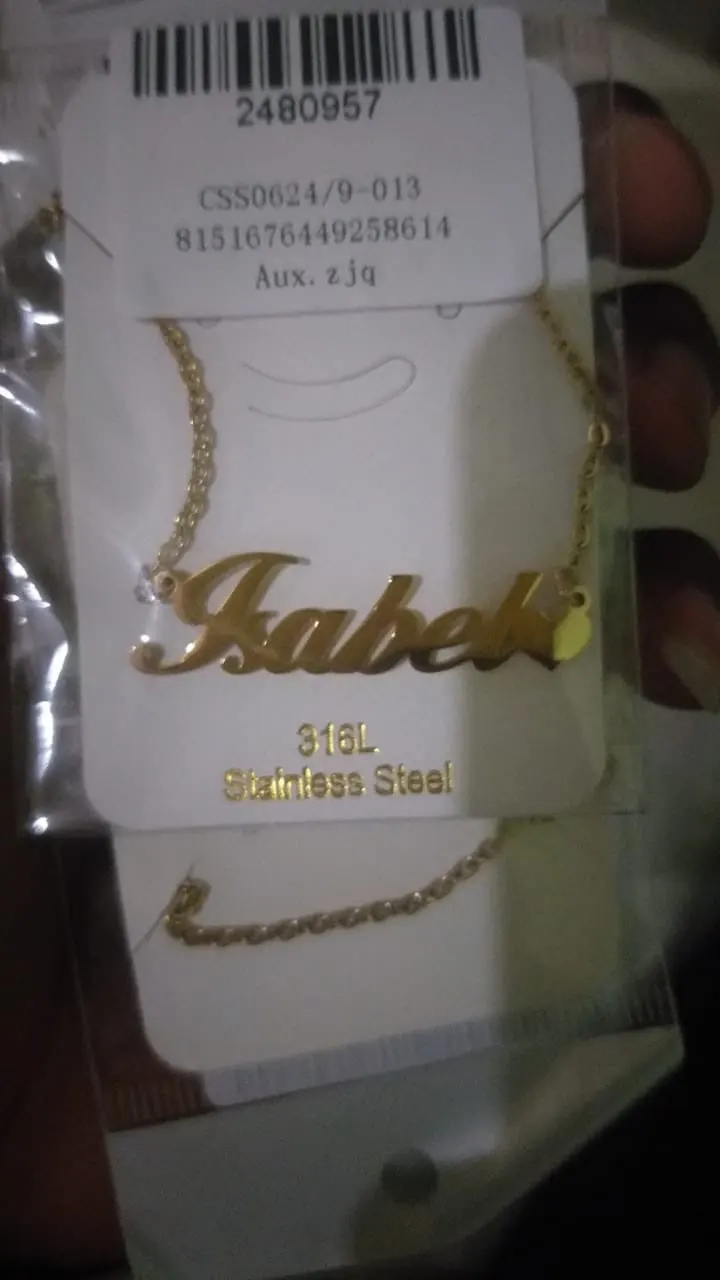 2480957
CSS0624/9-013
8151676449258614
Aux. zjq
Isabel
316L
Stainless Steel